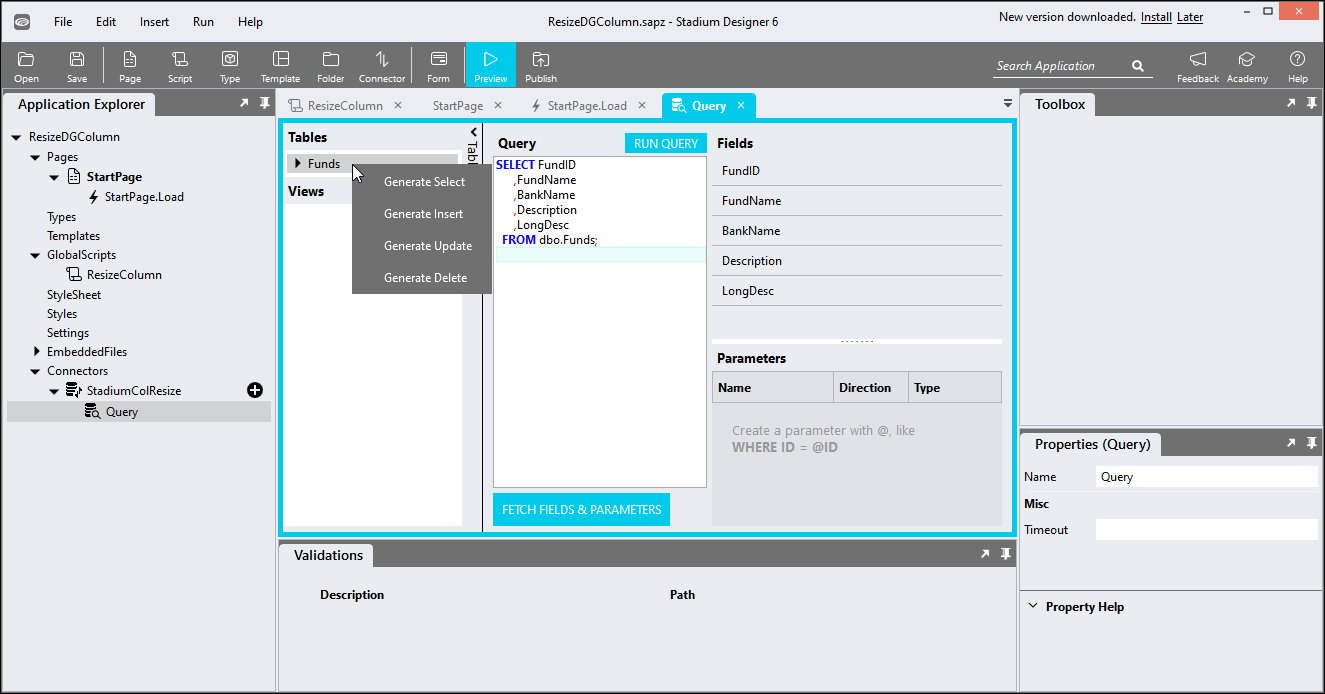 File Edit Insert Run Help
ResizeDGColumn.sapz - Stadium Designer 6
New version downloaded. Install Later
Open Save Page Script Type Template Folder Connector Form Preview Publish
Search Application
Feedback Academy Help
Application Explorer
ResizeDGColumn
Pages
StartPage
StartPage.Load
Types
Templates
GlobalScripts
ResizeColumn
StyleSheet
Styles
Settings
EmbeddedFiles
Connectors
StadiumColResize
Query
ResizeColumn StartPage StartPage.Load Query
Tables
Funds
Views
Generate Select
Generate Insert
Generate Update
Generate Delete
Query
RUN QUERY
SELECT FundID
,FundName
,BankName
,Description
,LongDesc
FROM dbo.Funds;
FETCH FIELDS & PARAMETERS
Fields
FundID
FundName
BankName
Description
LongDesc
Parameters
Name Direction Type
Create a parameter with @, like
WHERE ID = @ID
Validations
Description Path
Toolbox
Properties (Query)
Name Query
Misc
Timeout
Property Help